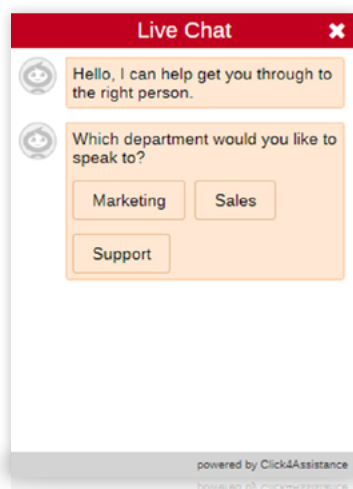 Live Chat
Hello, I can help get you through to
the right person.
Which department would you like to
speak to?
Marketing
Sales
Support
powered by Click4Assistance